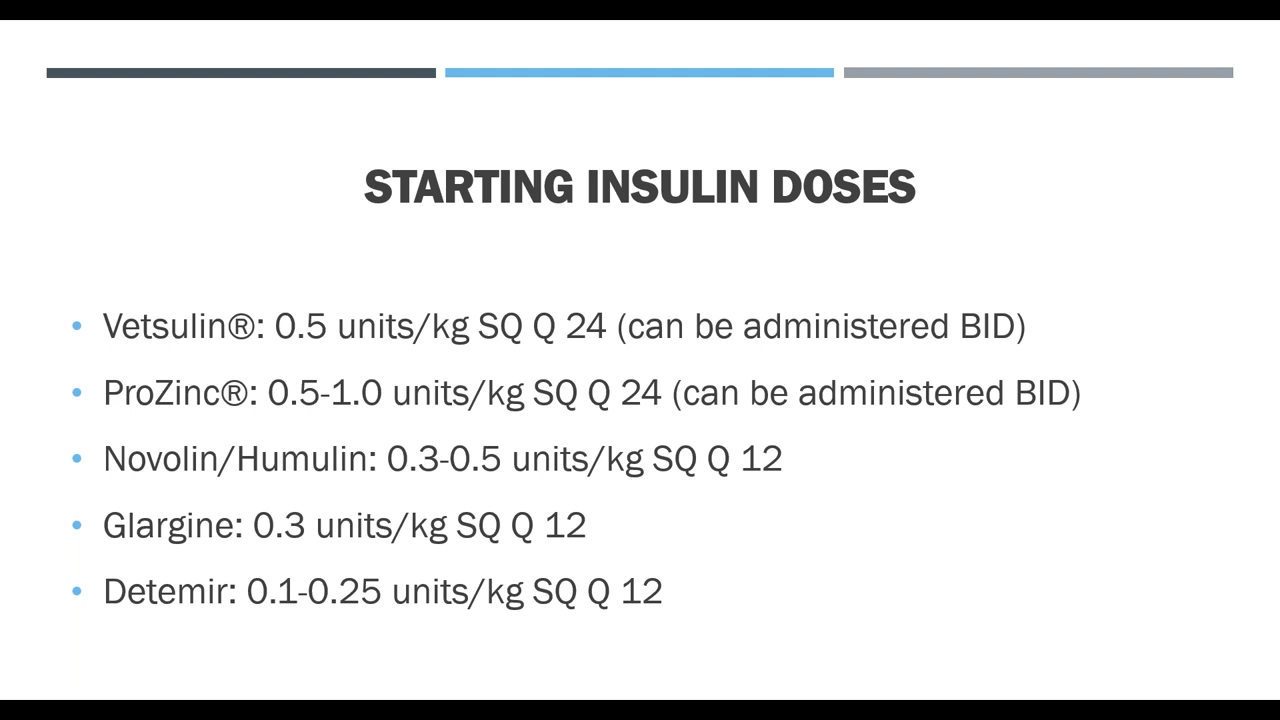 STARTING INSULIN DOSES
• Vetsulin®: 0.5 units/kg SQ Q 24 (can be administered BID)
• ProZinc®: 0.5-1.0 units/kg SQ Q 24 (can be administered BID)
• Novolin/Humulin: 0.3-0.5 units/kg SQ Q 12
• Glargine: 0.3 units/kg SQ Q 12
• Detemir: 0.1-0.25 units/kg SQ Q 12